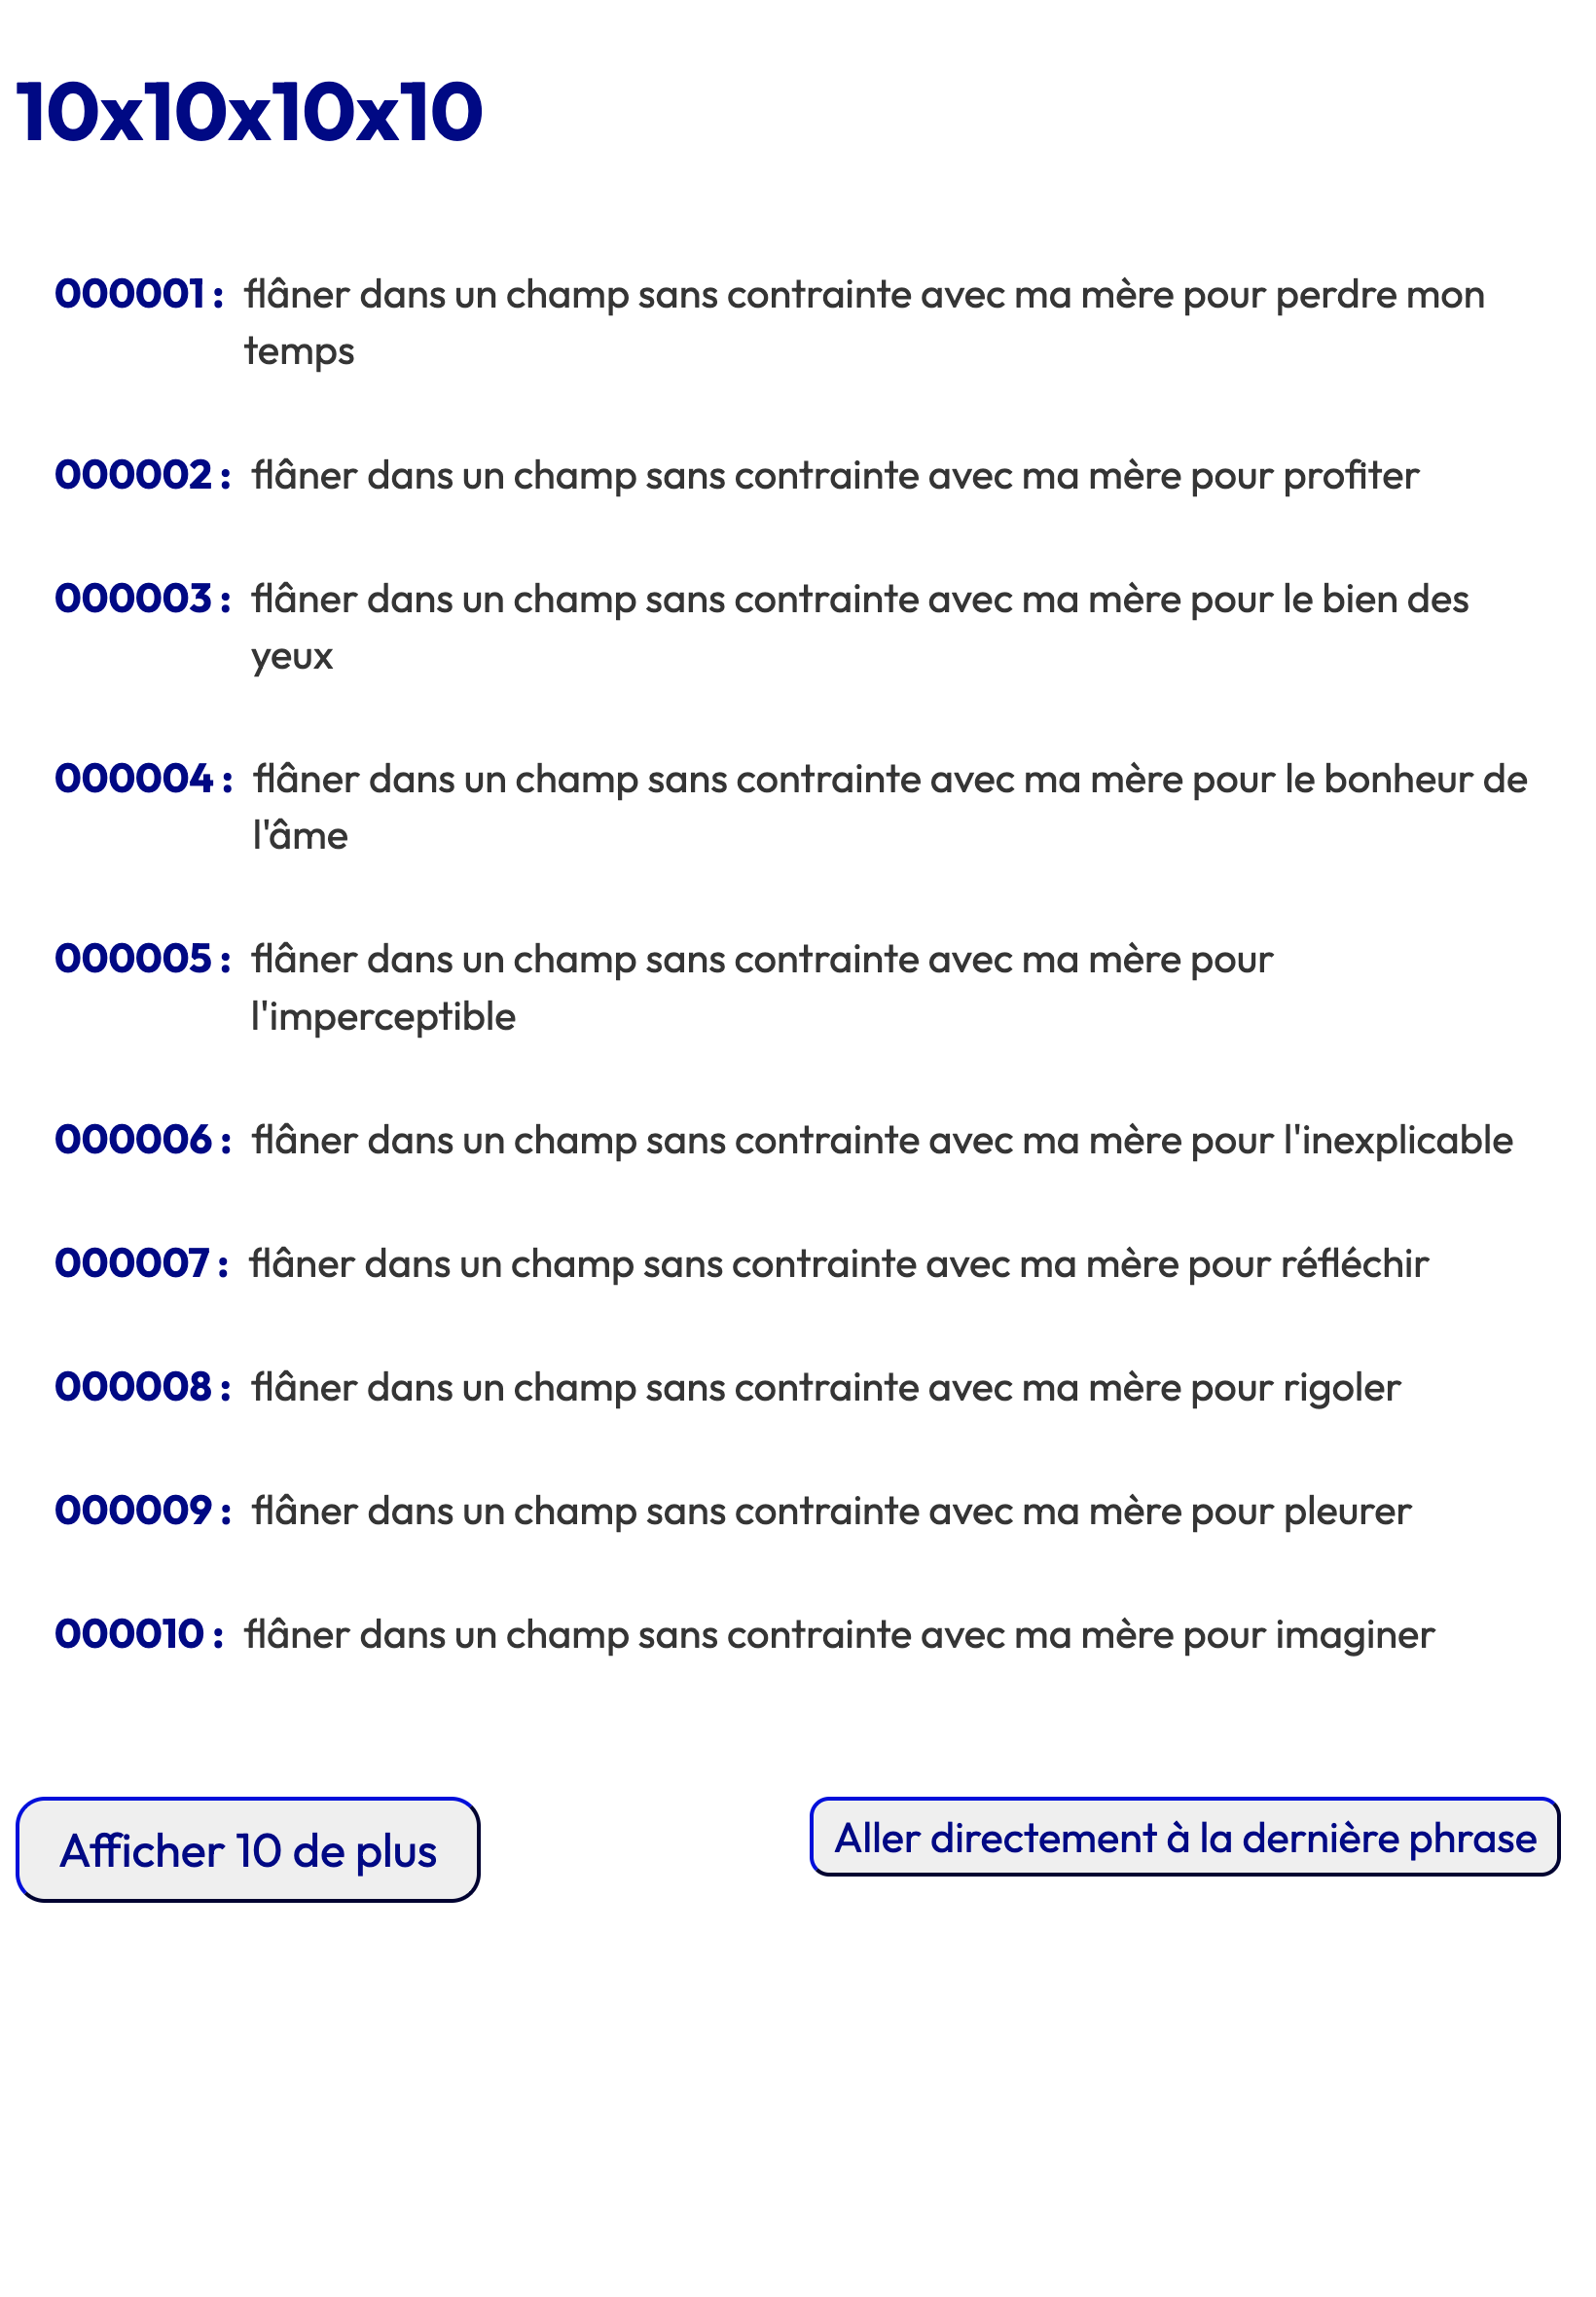 10x10x10x10
000001 : flâner dans un champ sans contrainte avec ma mère pour perdre mon
temps
000002 : flâner dans un champ sans contrainte avec ma mère pour profiter
000003 : flâner dans un champ sans contrainte avec ma mère pour le bien des
yeux
000004 : flâner dans un champ sans contrainte avec ma mère pour le bonheur de
l'âme
000005 : flâner dans un champ sans contrainte avec ma mère pour
l'imperceptible
000006 : flâner dans un champ sans contrainte avec ma mère pour l'inexplicable
000007 : flâner dans un champ sans contrainte avec ma mère pour réfléchir
000008 : flâner dans un champ sans contrainte avec ma mère pour rigoler
000009 : flâner dans un champ sans contrainte avec ma mère pour pleurer
000010 : flâner dans un champ sans contrainte avec ma mère pour imaginer
Afficher 10 de plus
Aller directement à la dernière phrase